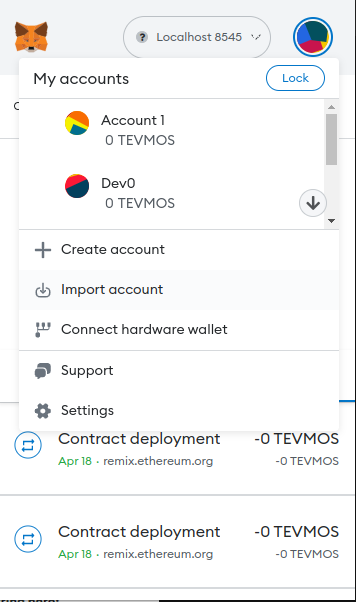 ? Localhost 8545
My accounts
Lock
Account 1
0 TEVMOS
Dev0
0 TEVMOS
Create account
Import account
Connect hardware wallet
Support
Settings
Contract deployment
-0 TEVMOS
Apr 18 · remix.ethereum.org
-0 TEVMOS
Contract deployment
-0 TEVMOS
Apr 18 · remix.ethereum.org
-0 TEVMOS